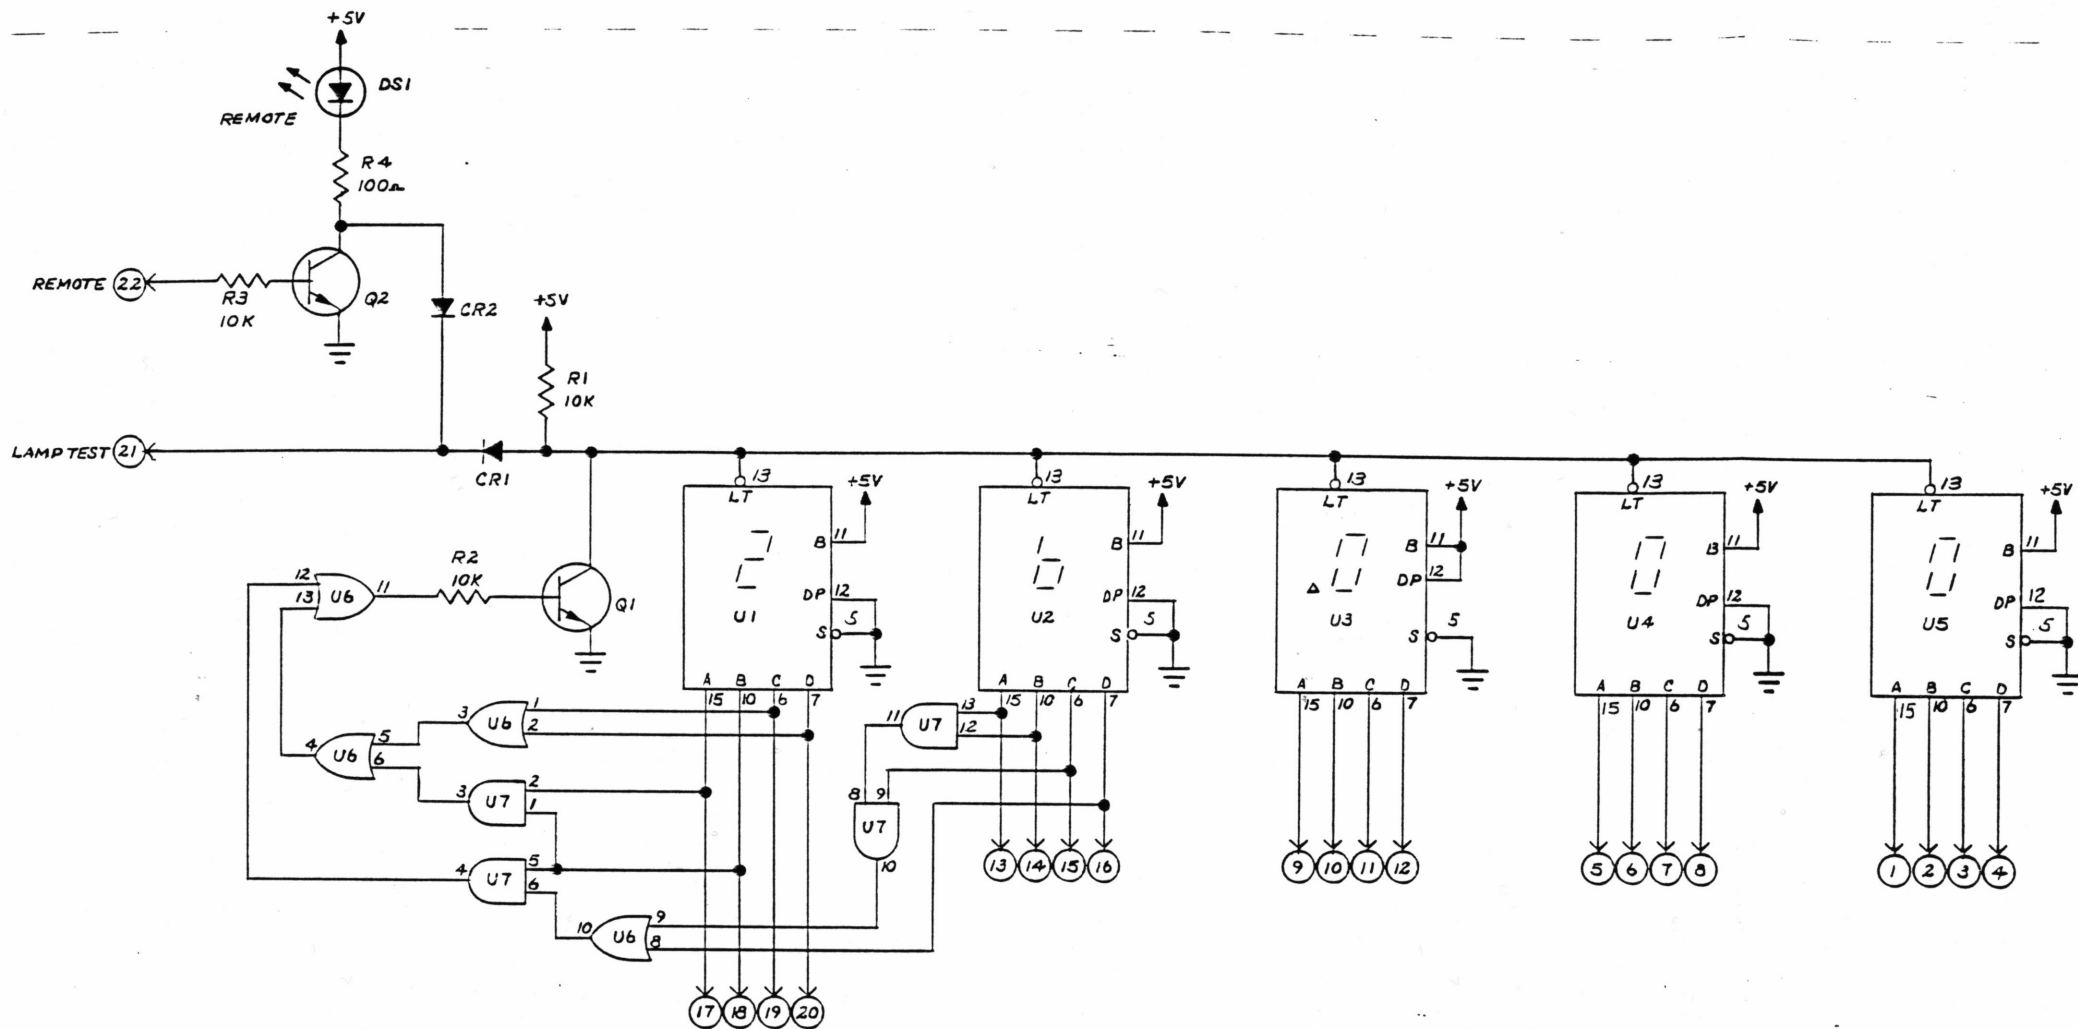 +5V
DS1
REMOTE
R4
100Ω
REMOTE 22
R3
10K
Q2
CR2
+5V
R1
10K
LAMP TEST 21
CR1
13 13 13 13 13
LT LT LT LT LT
+5V +5V +5V +5V +5V
B 11 B 11 B 11 B 11 B 11
DP 12 DP 12 DP 12 DP 12 DP 12
U1 U2 U3 U4 U5
S 5 S 5 S 5 S 5 S 5
12
13
U6
11
R2
10K
Q1
A B C D A B C D A B C D A B C D A B C D
15 10 6 7 15 10 6 7 15 10 6 7 15 10 6 7 15 10 6 7
3 U6 1
2
4 U6 5
6
3 U7 2
1
4 U7 5
6
11 U7 13
12
8 9
U7
10
10 U6 9
8
13 14 15 16 9 10 11 12 5 6 7 8 1 2 3 4
17 18 19 20